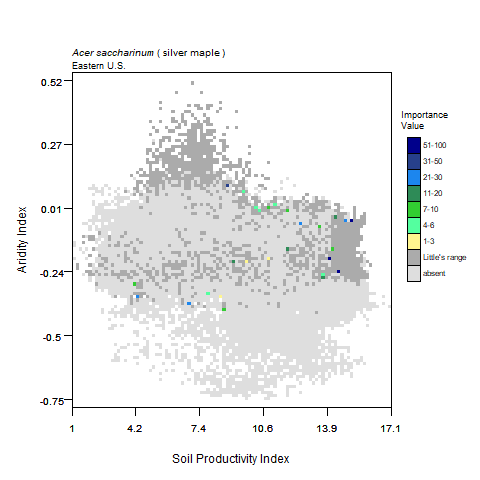 Acer saccharinum ( silver maple )
Eastern U.S.
0.52
0.27
0.01
-0.24
-0.5
-0.75
Aridity Index
1 4.2 7.4 10.6 13.9 17.1
Soil Productivity Index
Importance
Value
51-100
31-50
21-30
11-20
7-10
4-6
1-3
Little's range
absent